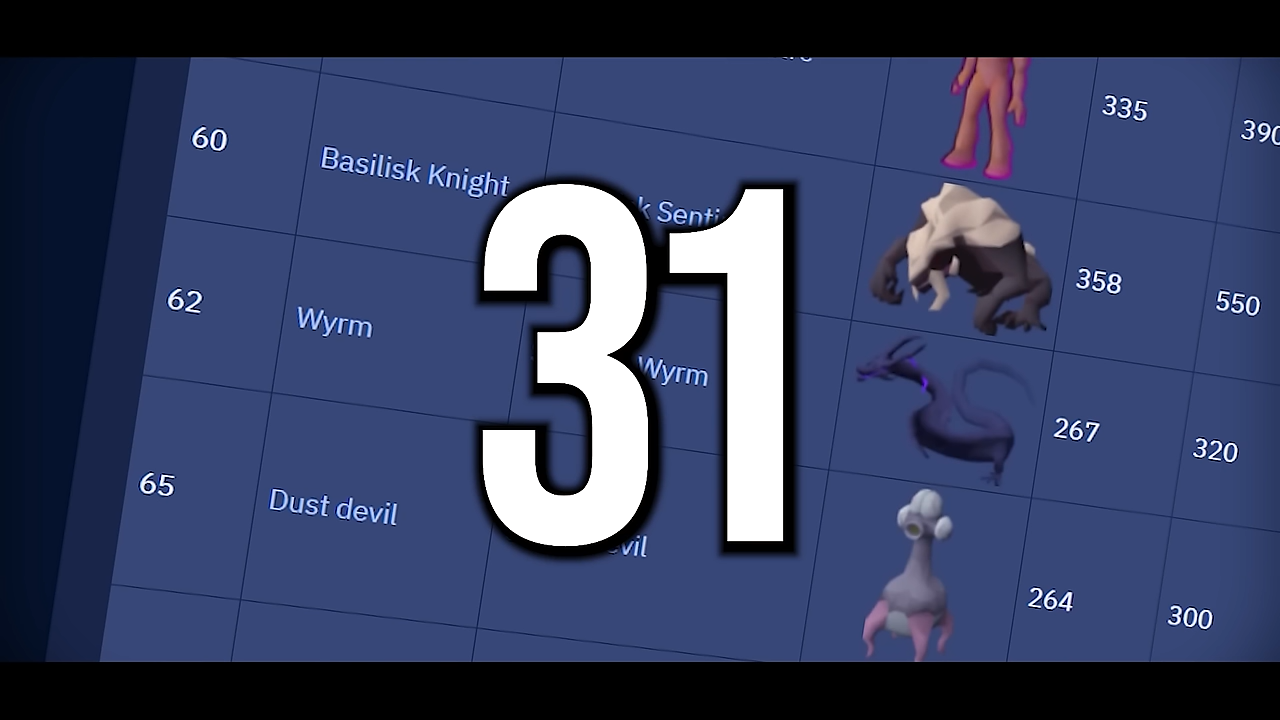 335
390
60
Basilisk Knight
k Senti
358
550
31
62
Wyrm
Wyrm
267
320
65
Dust devil
evil
264
300